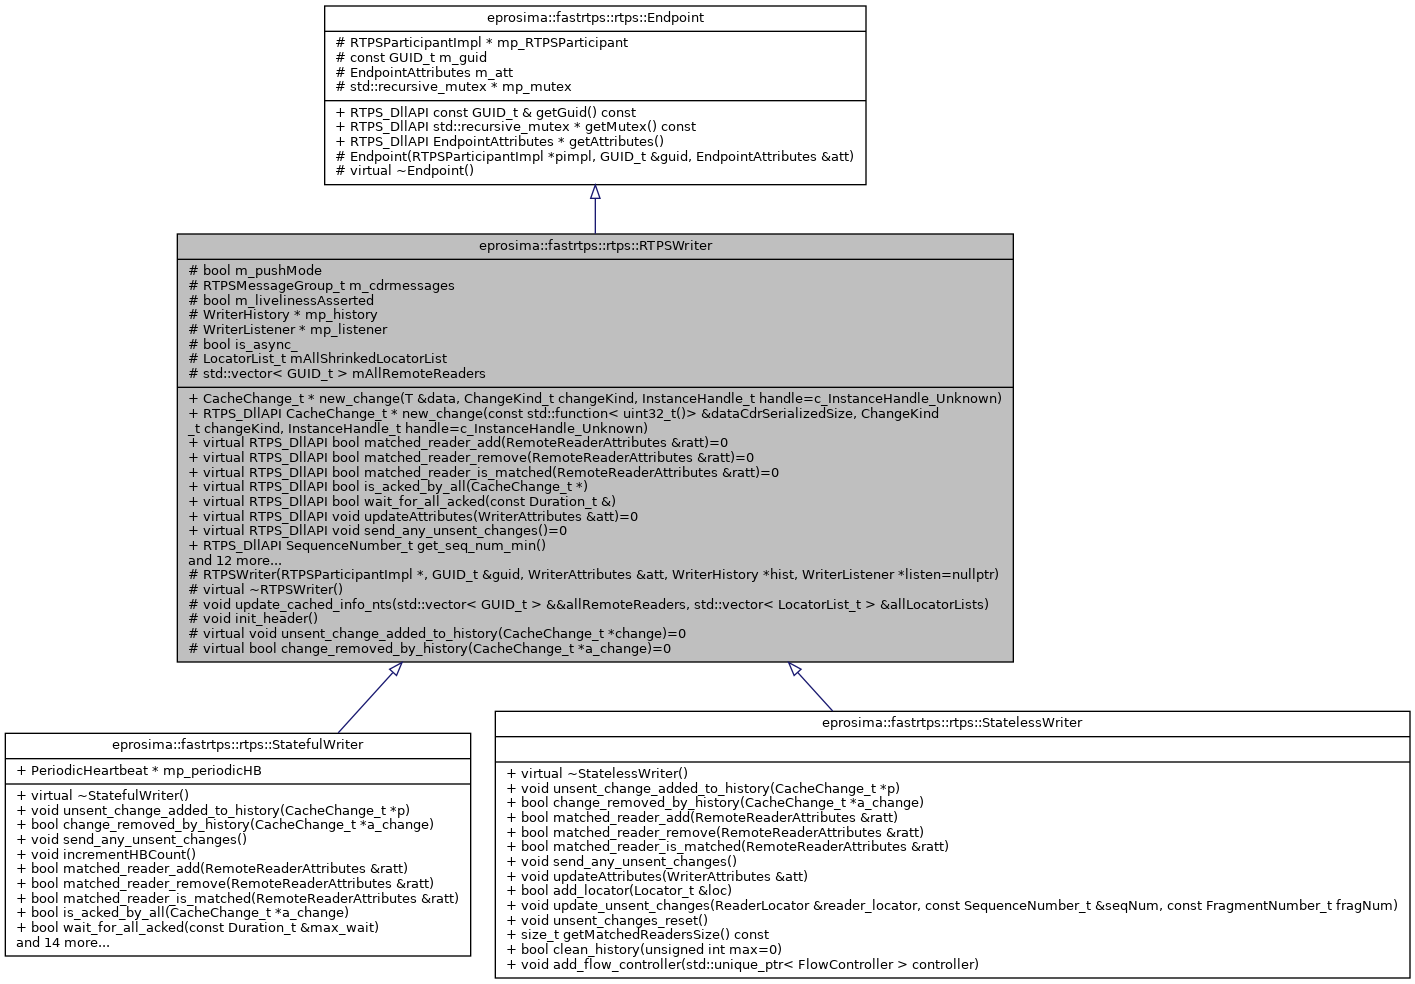 eprosima::fastrtps::rtps::Endpoint
# RTPSParticipantImpl * mp_RTPSParticipant
# const GUID_t m_guid
# EndpointAttributes m_att
# std::recursive_mutex * mp_mutex
+ RTPS_DllAPI const GUID_t & getGuid() const
+ RTPS_DllAPI std::recursive_mutex * getMutex() const
+ RTPS_DllAPI EndpointAttributes * getAttributes()
# Endpoint(RTPSParticipantImpl *pimpl, GUID_t &guid, EndpointAttributes &att)
# virtual ~Endpoint()
eprosima::fastrtps::rtps::RTPSWriter
# bool m_pushMode
# RTPSMessageGroup_t m_cdrmessages
# bool m_livelinessAsserted
# WriterHistory * mp_history
# WriterListener * mp_listener
# bool is_async_
# LocatorList_t mAllShrinkedLocatorList
# std::vector< GUID_t > mAllRemoteReaders
+ CacheChange_t * new_change(T &data, ChangeKind_t changeKind, InstanceHandle_t handle=c_InstanceHandle_Unknown)
+ RTPS_DllAPI CacheChange_t * new_change(const std::function< uint32_t()> &dataCdrSerializedSize, ChangeKind
_t changeKind, InstanceHandle_t handle=c_InstanceHandle_Unknown)
+ virtual RTPS_DllAPI bool matched_reader_add(RemoteReaderAttributes &ratt)=0
+ virtual RTPS_DllAPI bool matched_reader_remove(RemoteReaderAttributes &ratt)=0
+ virtual RTPS_DllAPI bool matched_reader_is_matched(RemoteReaderAttributes &ratt)=0
+ virtual RTPS_DllAPI bool is_acked_by_all(CacheChange_t *)
+ virtual RTPS_DllAPI bool wait_for_all_acked(const Duration_t &)
+ virtual RTPS_DllAPI void updateAttributes(WriterAttributes &att)=0
+ virtual RTPS_DllAPI void send_any_unsent_changes()=0
+ RTPS_DllAPI SequenceNumber_t get_seq_num_min()
and 12 more...
# RTPSWriter(RTPSParticipantImpl *, GUID_t &guid, WriterAttributes &att, WriterHistory *hist, WriterListener *listen=nullptr)
# virtual ~RTPSWriter()
# void update_cached_info_nts(std::vector< GUID_t > &&allRemoteReaders, std::vector< LocatorList_t > &allLocatorLists)
# void init_header()
# virtual void unsent_change_added_to_history(CacheChange_t *change)=0
# virtual bool change_removed_by_history(CacheChange_t *a_change)=0
eprosima::fastrtps::rtps::StatefulWriter
+ PeriodicHeartbeat * mp_periodicHB
+ virtual ~StatefulWriter()
+ void unsent_change_added_to_history(CacheChange_t *p)
+ bool change_removed_by_history(CacheChange_t *a_change)
+ void send_any_unsent_changes()
+ void incrementHBCount()
+ bool matched_reader_add(RemoteReaderAttributes &ratt)
+ bool matched_reader_remove(RemoteReaderAttributes &ratt)
+ bool matched_reader_is_matched(RemoteReaderAttributes &ratt)
+ bool is_acked_by_all(CacheChange_t *a_change)
+ bool wait_for_all_acked(const Duration_t &max_wait)
and 14 more...
eprosima::fastrtps::rtps::StatelessWriter
+ virtual ~StatelessWriter()
+ void unsent_change_added_to_history(CacheChange_t *p)
+ bool change_removed_by_history(CacheChange_t *a_change)
+ bool matched_reader_add(RemoteReaderAttributes &ratt)
+ bool matched_reader_remove(RemoteReaderAttributes &ratt)
+ bool matched_reader_is_matched(RemoteReaderAttributes &ratt)
+ void send_any_unsent_changes()
+ void updateAttributes(WriterAttributes &att)
+ bool add_locator(Locator_t &loc)
+ void update_unsent_changes(ReaderLocator &reader_locator, const SequenceNumber_t &seqNum, const FragmentNumber_t fragNum)
+ void unsent_changes_reset()
+ size_t getMatchedReadersSize() const
+ bool clean_history(unsigned int max=0)
+ void add_flow_controller(std::unique_ptr< FlowController > controller)